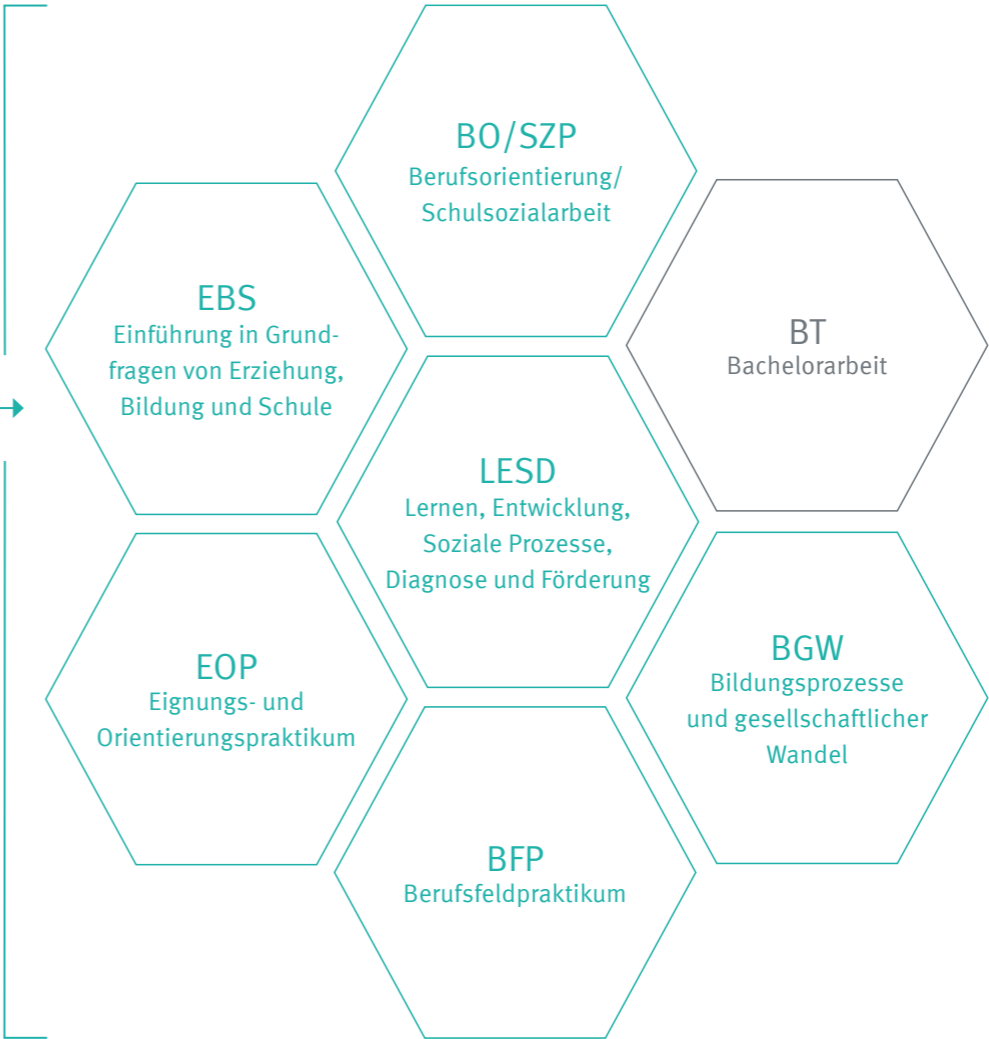 BO/SZP
Berufsorientierung/
Schulsozialarbeit
EBS
Einführung in Grund-
fragen von Erziehung,
Bildung und Schule
BT
Bachelorarbeit
LESD
Lernen, Entwicklung,
Soziale Prozesse,
Diagnose und Förderung
EOP
Eignungs- und
Orientierungspraktikum
BGW
Bildungsprozesse
und gesellschaftlicher
Wandel
BFP
Berufsfeldpraktikum